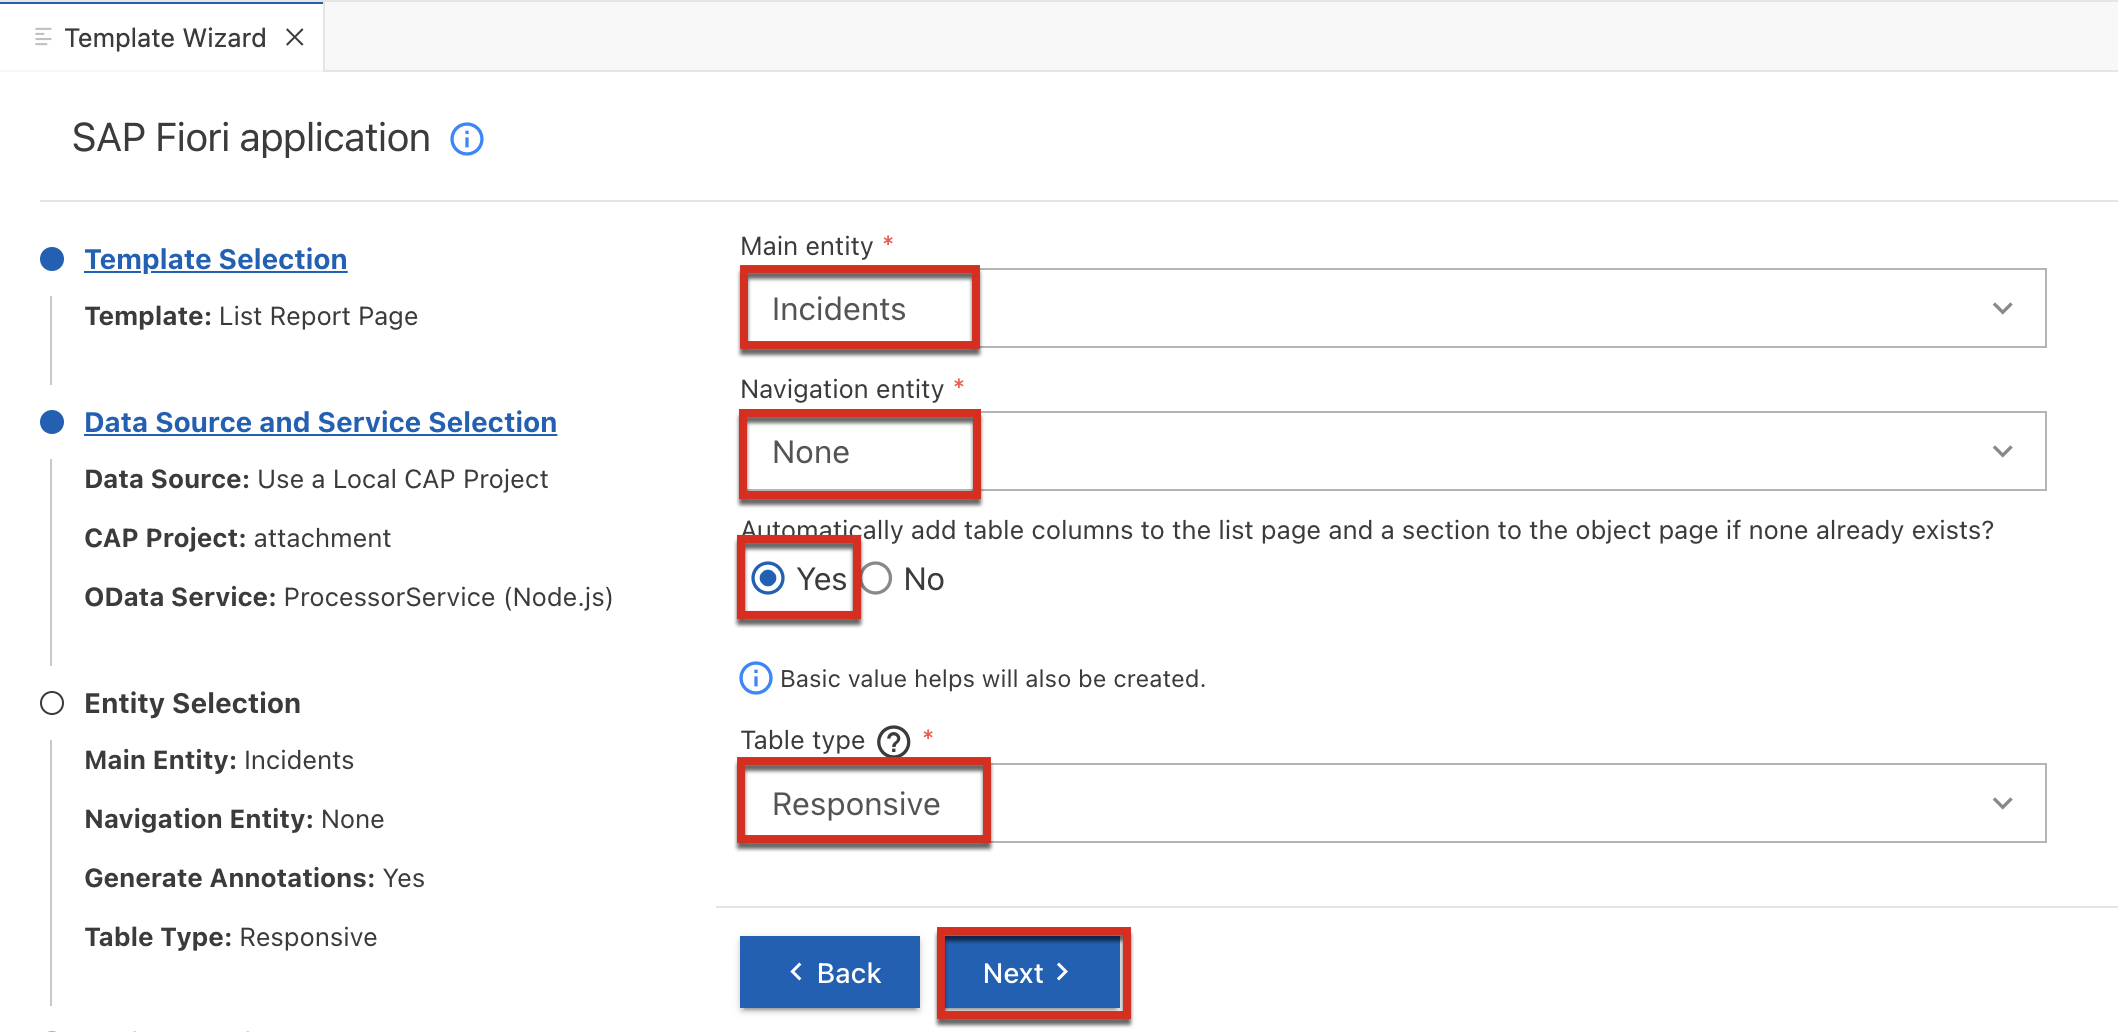 Template Wizard
SAP Fiori application
Template Selection
Template: List Report Page
Data Source and Service Selection
Data Source: Use a Local CAP Project
CAP Project: attachment
OData Service: ProcessorService (Node.js)
Entity Selection
Main Entity: Incidents
Navigation Entity: None
Generate Annotations: Yes
Table Type: Responsive
Main entity *
Incidents
Navigation entity *
None
Automatically add table columns to the list page and a section to the object page if none already exists?
Yes No
Basic value helps will also be created.
Table type *
Responsive
Back
Next